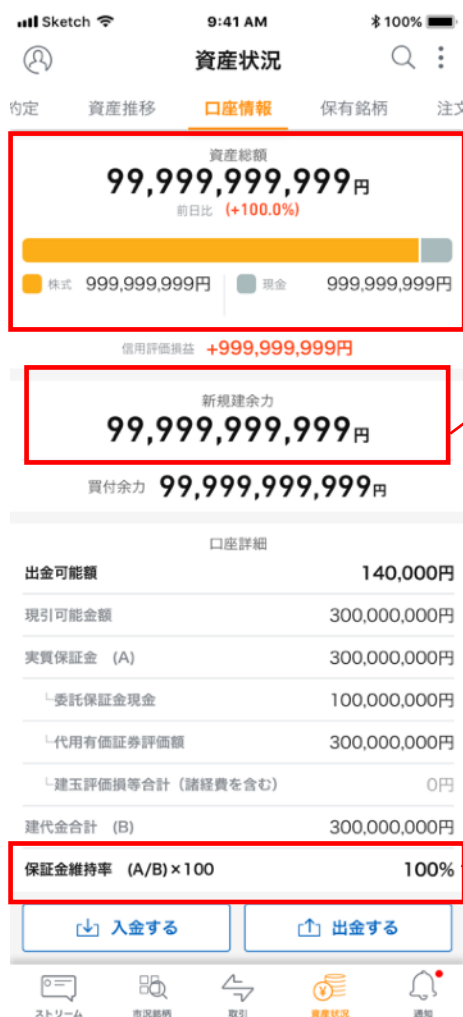 Sketch 9:41 AM 100%
資産状況
約定 資産推移 口座情報 保有銘柄 注文
資産総額
99,999,999,999円
前日比 (+100.0%)
株式 999,999,999円 現金 999,999,999円
信用評価損益 +999,999,999円
新規建余力
99,999,999,999円
買付余力 99,999,999,999円
口座詳細
出金可能額 140,000円
現引可能金額 300,000,000円
実質保証金 (A) 300,000,000円
└委託保証金現金 100,000,000円
└代用有価証券評価額 300,000,000円
└建玉評価損等合計（諸経費を含む） 0円
建代金合計 (B) 300,000,000円
保証金維持率 (A/B)×100 100%
入金する 出金する
ストリーム 市況銘柄 取引 資産状況 通知